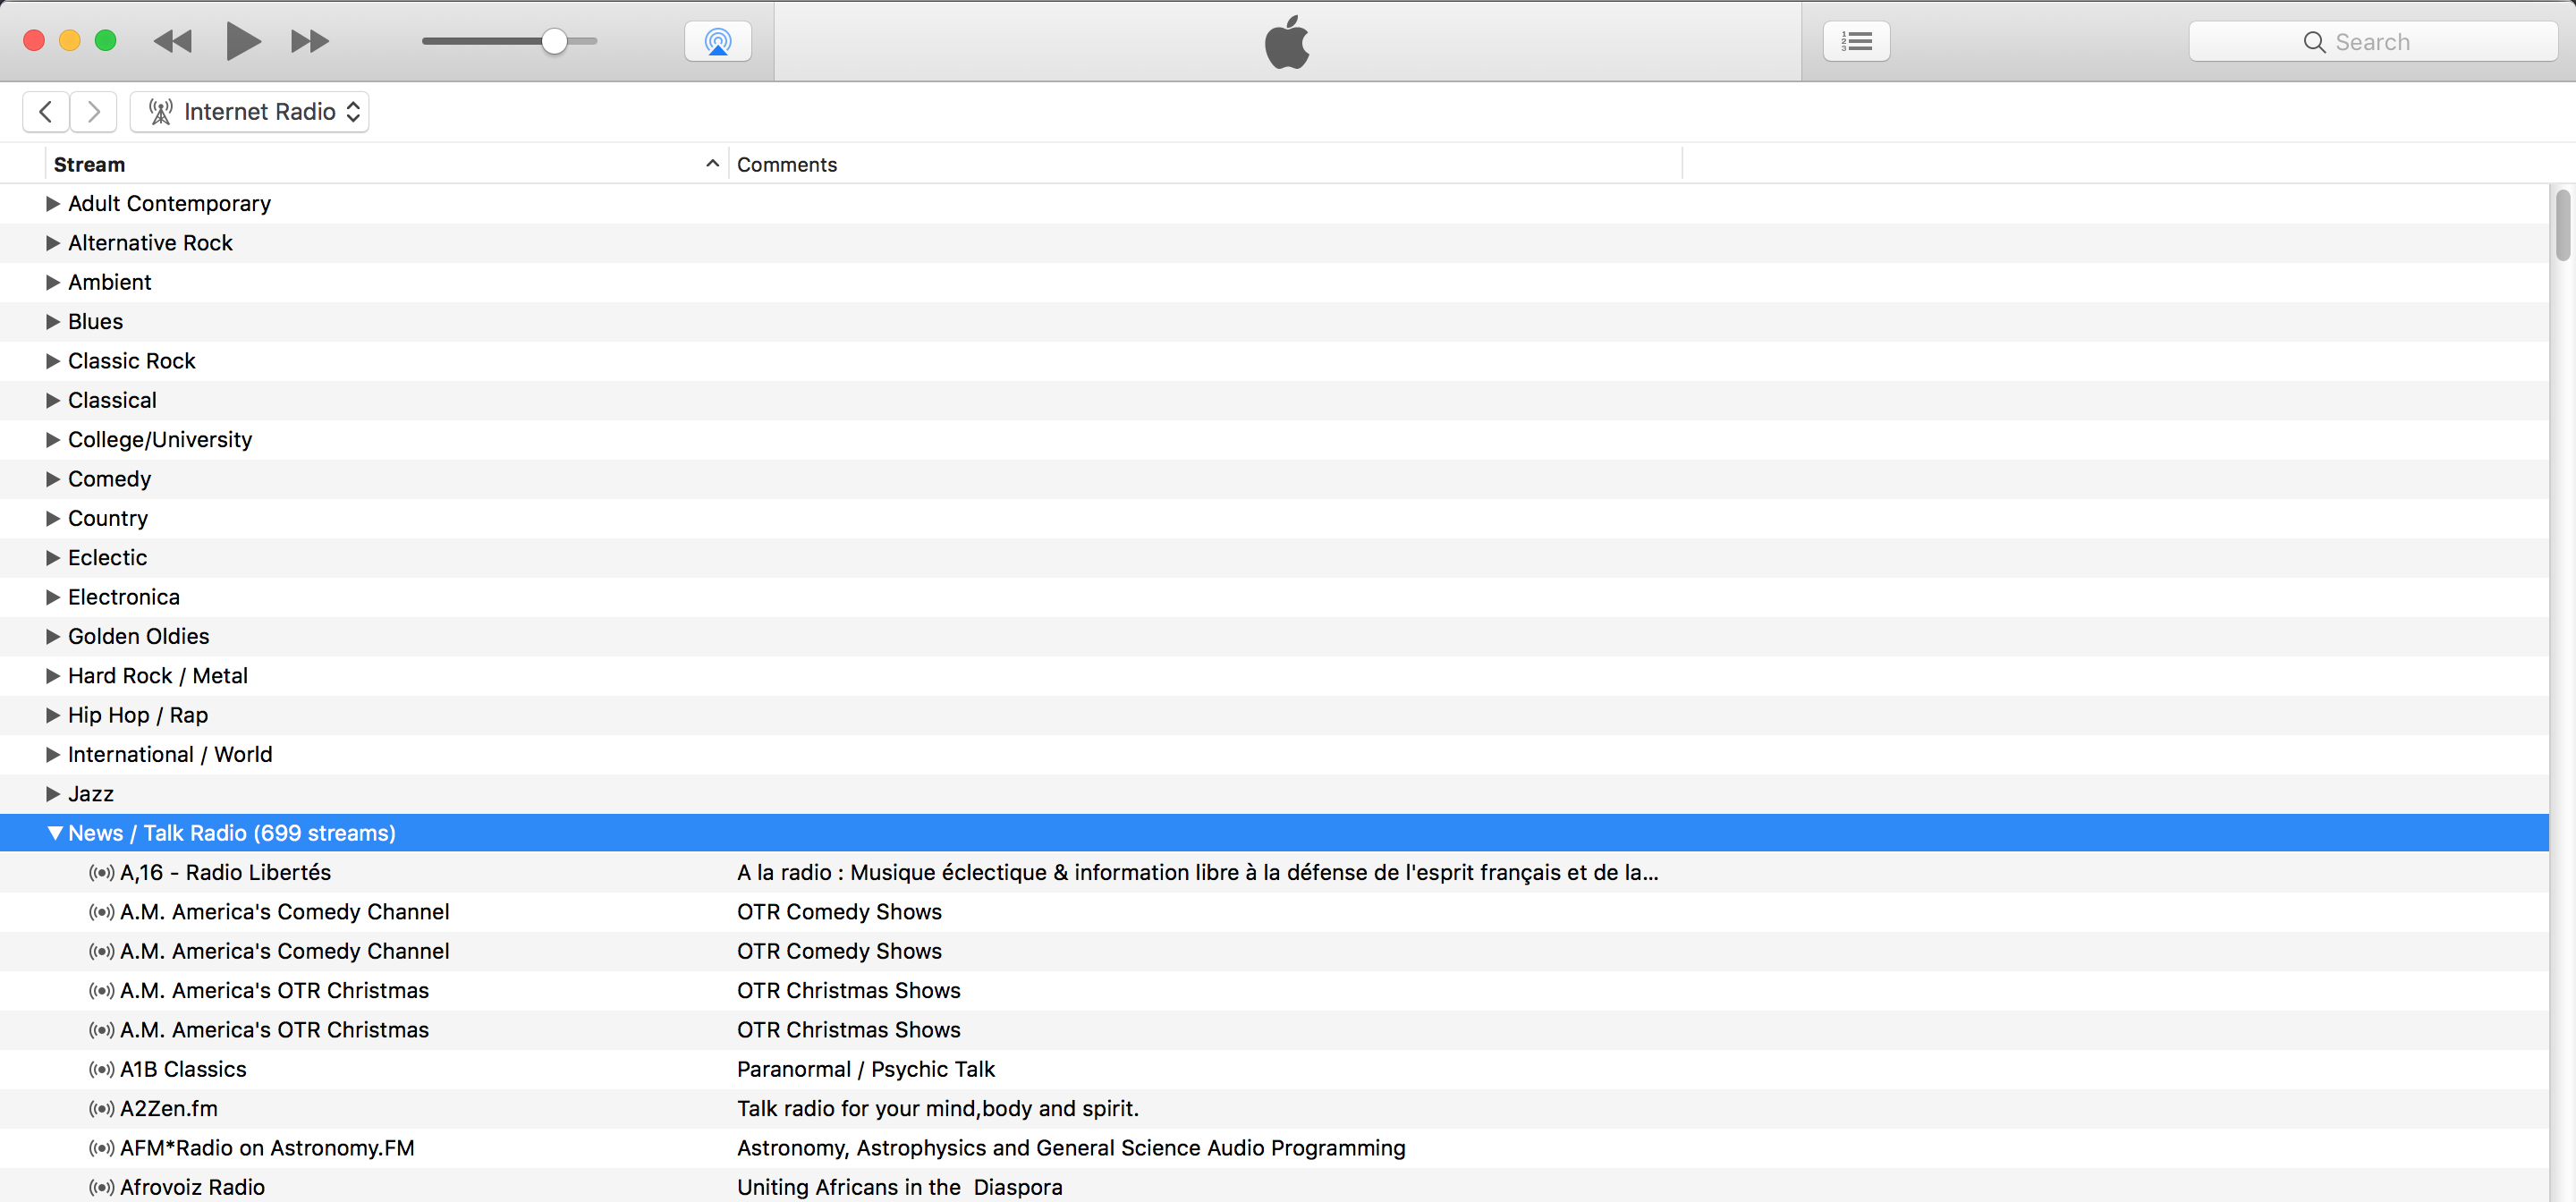 Search
Internet Radio
Stream Comments
Adult Contemporary
Alternative Rock
Ambient
Blues
Classic Rock
Classical
College/University
Comedy
Country
Eclectic
Electronica
Golden Oldies
Hard Rock / Metal
Hip Hop / Rap
International / World
Jazz
News / Talk Radio (699 streams)
A,16 - Radio Libertés A la radio : Musique éclectique & information libre à la défense de l'esprit français et de la...
A.M. America's Comedy Channel OTR Comedy Shows
A.M. America's Comedy Channel OTR Comedy Shows
A.M. America's OTR Christmas OTR Christmas Shows
A.M. America's OTR Christmas OTR Christmas Shows
A1B Classics Paranormal / Psychic Talk
A2Zen.fm Talk radio for your mind,body and spirit.
AFM*Radio on Astronomy.FM Astronomy, Astrophysics and General Science Audio Programming
Afrovoiz Radio Uniting Africans in the  Diaspora